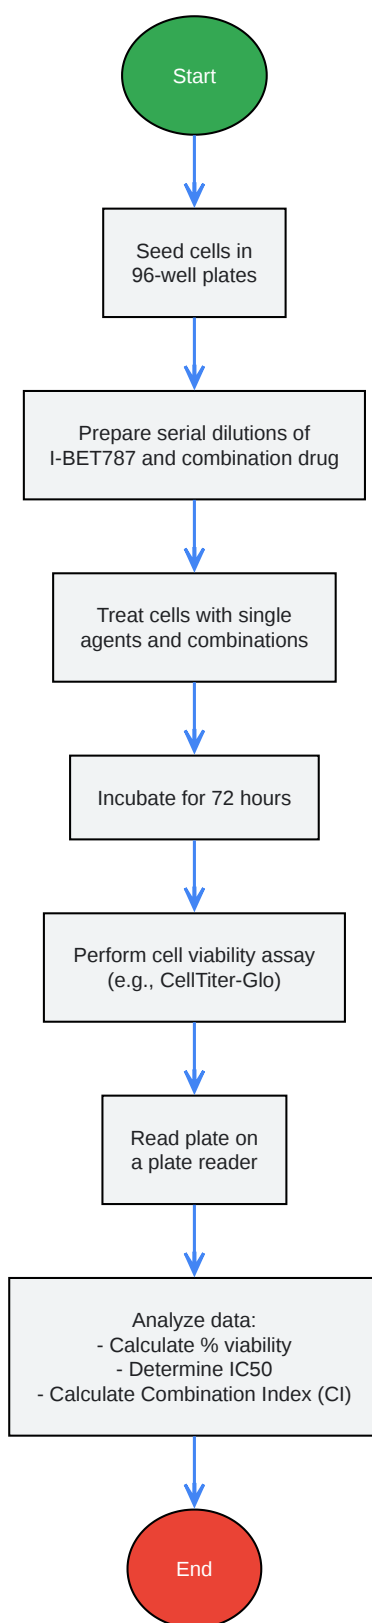 Start
Seed cells in
96-well plates
Prepare serial dilutions of
I-BET787 and combination drug
Treat cells with single
agents and combinations
Incubate for 72 hours
Perform cell viability assay
(e.g., CellTiter-Glo)
Read plate on
a plate reader
Analyze data:
- Calculate % viability
- Determine IC50
- Calculate Combination Index (CI)
End